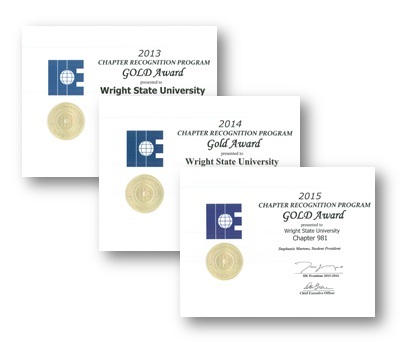 2013
CHAPTER RECOGNITION PROGRAM
GOLD Award
presented to
Wright State University
2014
CHAPTER RECOGNITION PROGRAM
Gold Award
presented to
Wright State University
2015
CHAPTER RECOGNITION PROGRAM
GOLD Award
presented to
Wright State University
Chapter 981
Student President
IIE President 2015-2016
Chief Executive Officer